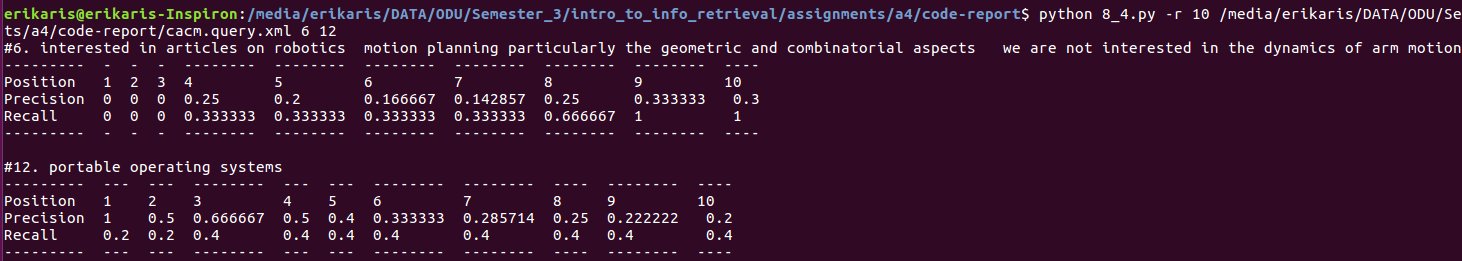 erikaris@erikaris-Inspiron:/media/erikaris/DATA/ODU/Semester_3/intro_to_info_retrieval/assignments/a4/code-report$ python 8_4.py -r 10 /media/erikaris/DATA/ODU/Se
ts/a4/code-report/cacm.query.xml 6 12
#6. interested in articles on robotics  motion planning particularly the geometric and combinatorial aspects   we are not interested in the dynamics of arm motion
---------  -  -  -  --------  --------  --------  --------  --------  --------  ----
Position   1  2  3  4         5         6         7         8         9         10
Precision  0  0  0  0.25      0.2       0.166667  0.142857  0.25      0.333333   0.3
Recall     0  0  0  0.333333  0.333333  0.333333  0.333333  0.666667  1          1
---------  -  -  -  --------  --------  --------  --------  --------  --------  ----
#12. portable operating systems
---------  ---  ---  --------  ---  ---  --------  --------  ----  --------  ----
Position   1    2    3         4    5    6         7         8     9         10
Precision  1    0.5  0.666667  0.5  0.4  0.333333  0.285714  0.25  0.222222   0.2
Recall     0.2  0.2  0.4       0.4  0.4  0.4       0.4       0.4   0.4        0.4
---------  ---  ---  --------  ---  ---  --------  --------  ----  --------  ----